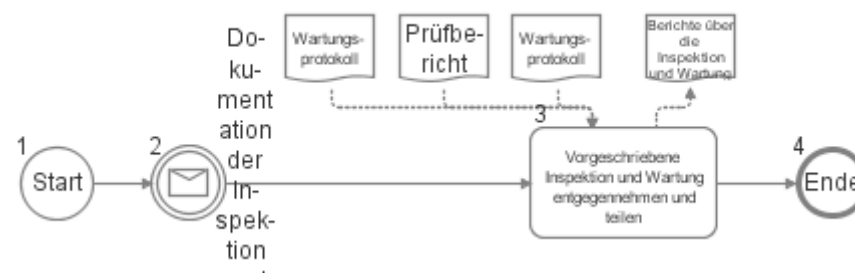 Wartungs-
protokoll
Prüfbe-
richt
Wartungs-
protokoll
Berichte über
die
Inspektion
und Wartung
1
Start
2
Do-
ku-
ment
ation
der
In-
spek-
tion
3
Vorgeschriebene
Inspektion und Wartung
entgegennehmen und
teilen
4
Ende